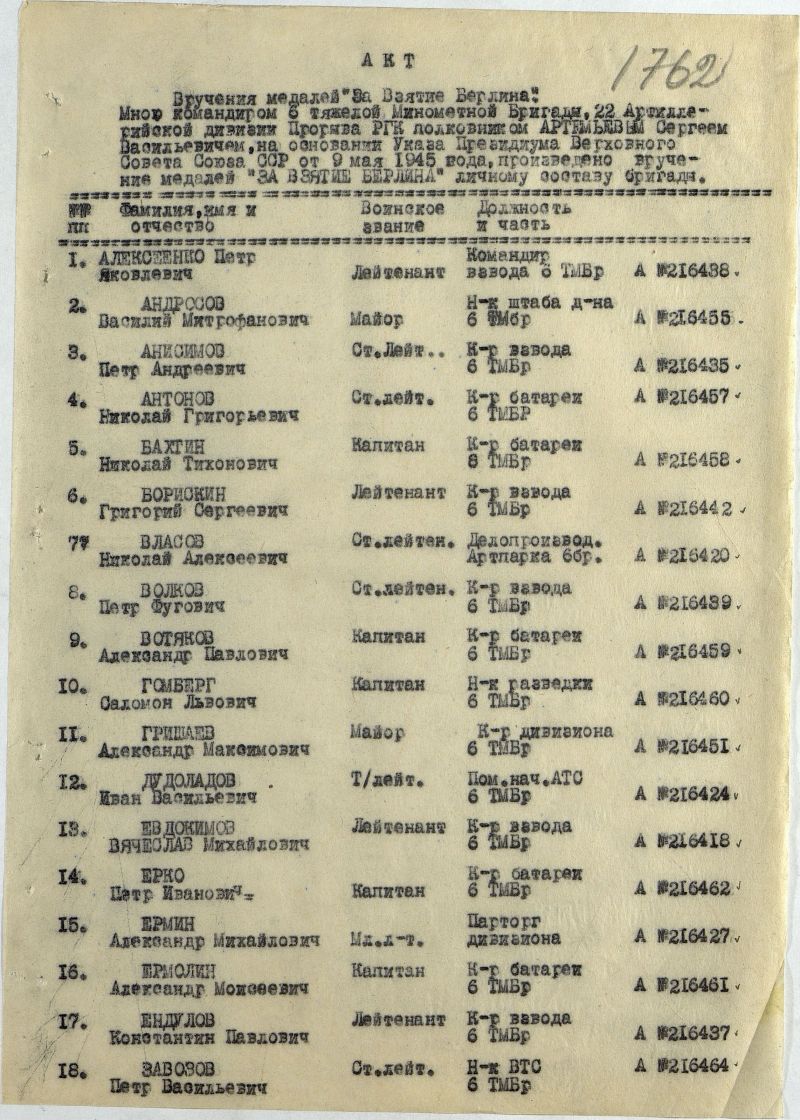 АКТ
1762
Вручения медалей "За Взятие Берлина".
Мною командиром 6 тяжелой Минометной Бригады, 22 Артилле-
рийской дивизии Прорыва РГК полковником АРТЕМЬЕВЫМ Сергеем
Васильевичем, на основании Указа Президиума Верховного
Совета Союза ССР от 9 мая 1945 года, произведено вруче-
ние медалей "ЗА ВЗЯТИЕ БЕРЛИНА" личному составу бригады.
№№ Фамилия, имя и Воинское Должность
пп отчество звание и часть
1. АЛЕКСЕЕНКО Петр Командир
Яковлевич Лейтенант взвода 6 ТМБр А №216438
2. АНДРОСОВ Н-к штаба д-на
Василий Митрофанович Майор 6 ТМбр А №216455
3. АНИСИМОВ Ст.Лейт.. К-р взвода
Петр Андреевич 6 ТМБр А №216435
4. АНТОНОВ Ст.лейт. К-р батареи А №216457
Николай Григорьевич 6 ТМБР
5. БАХТИН Капитан К-р батареи
Николай Тихонович 6 ТМБр А №216458
6. БОРИСКИН Лейтенант К-р взвода
Григорий Сергеевич 6 ТМБр А №216442
7. ВЛАСОВ Ст.лейтен. Делопроизвод.
Николай Алексеевич Артпарка 6бр. А №216420
8. ВОЛКОВ Ст.лейтен. К-р взвода
Петр Фугович 6 ТМБр А №216439
9. ВОТЯКОВ Капитан К-р батареи
Александр Павлович 6 ТМБр А №216459
10. ГОМБЕРГ Капитан Н-к разведки
Саломон Львович 6 ТМБр А №216460
11. ГРИШАЕВ Майор К-р дивизиона
Александр Максимович 6 ТМБр А №216451
12. ДУДОЛАДОВ Т/лейт. Пом.нач.АТС
Иван Васильевич 6 ТМБр А №216424
13. ЕВДОКИМОВ Лейтенант К-р взвода
ВЯЧЕСЛАВ Михайлович 6 ТМБр А №216418
14. ЕРКО К-р батареи
Петр Иванович Капитан 6 ТМБр А №216462
15. ЕРМИН Парторг
Александр Михайлович Мл.л-т. дивизиона А №216427
16. ЕРМОЛИН Капитан К-р батареи
Александр Моисеевич 6 ТМБр А №216461
17. ЕНДУЛОВ Лейтенант К-р взвода
Константин Павлович 6 ТМБр А №216437
18. ЗАВОЗОВ Ст.лейт. Н-к ВТС А №216464
Петр Васильевич 6 ТМБр